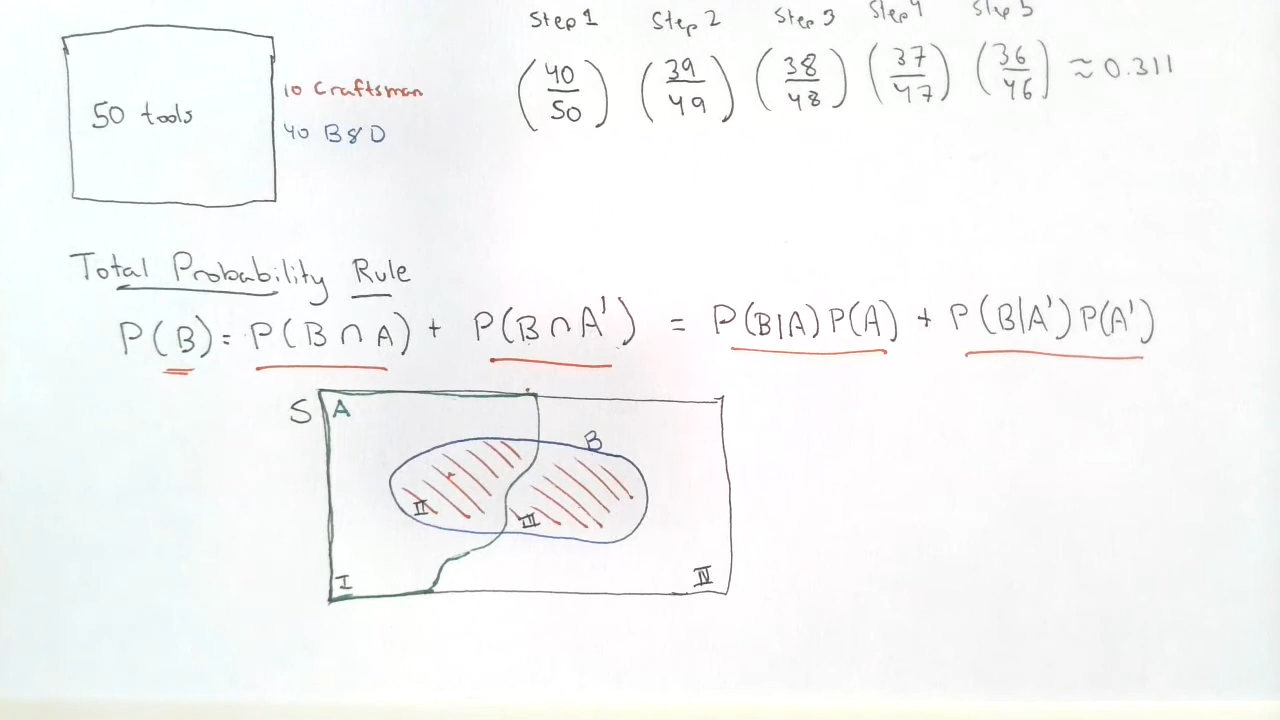 Step 1 Step 2 Step 3 Step 4 Step 5
(40/50) (39/49) (38/48) (37/47) (36/46) ≈ 0.311
50 tools
10 Craftsman
40 B&D
Total Probability Rule
P(B) = P(B∩A) + P(B∩A') = P(B|A)P(A) + P(B|A')P(A')
S A
B
II
III
I
IV